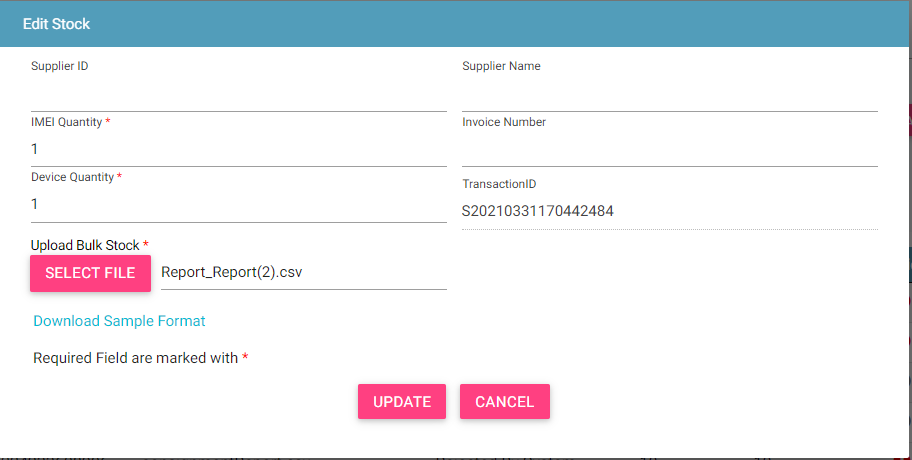 Edit Stock
Supplier ID
Supplier Name
IMEI Quantity *
1
Invoice Number
Device Quantity *
1
TransactionID
S20210331170442484
Upload Bulk Stock *
SELECT FILE
Report_Report(2).csv
Download Sample Format
Required Field are marked with *
UPDATE
CANCEL